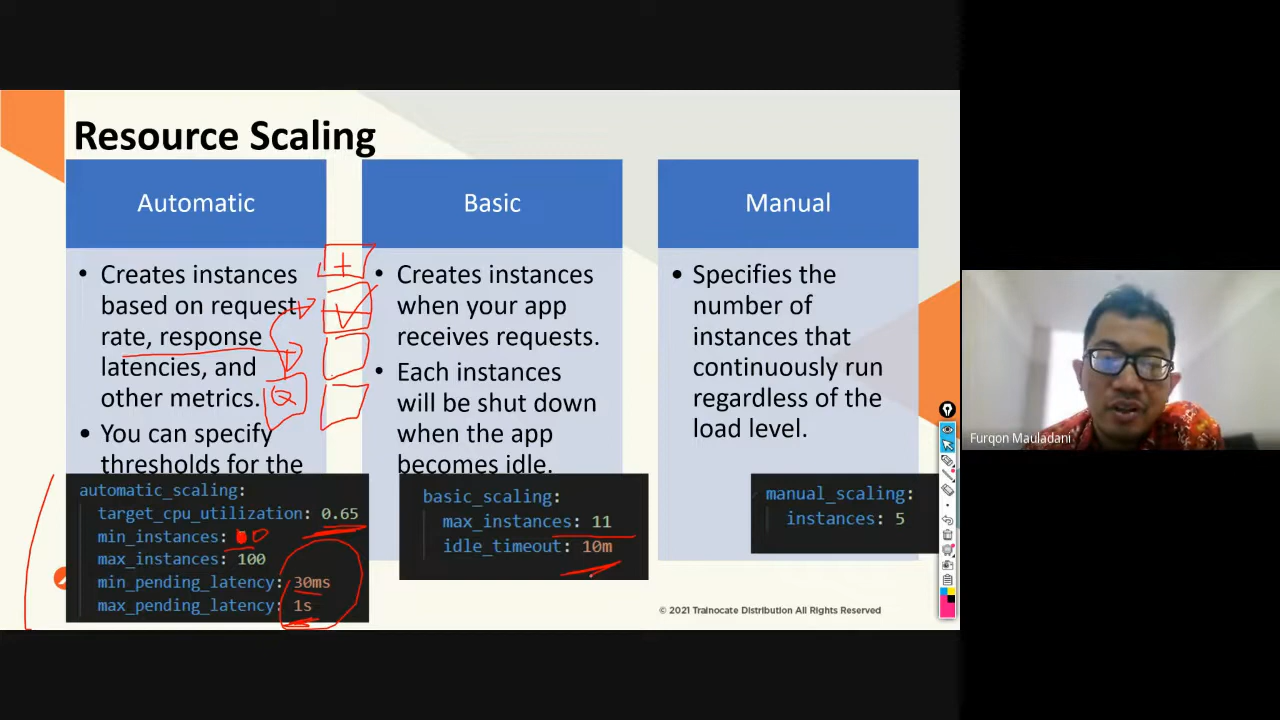 Resource Scaling
Automatic
• Creates instances
based on request
rate, response
latencies, and
other metrics.
• You can specify
thresholds for the
automatic_scaling:
target_cpu_utilization: 0.65
min_instances: 0
max_instances: 100
min_pending_latency: 30ms
max_pending_latency: 1s
+
Q
Basic
• Creates instances
when your app
receives requests.
• Each instances
will be shut down
when the app
becomes idle.
basic_scaling:
max_instances: 11
idle_timeout: 10m
Manual
• Specifies the
number of
instances that
continuously run
regardless of the
load level.
manual_scaling:
instances: 5
© 2021 Trainocate Distribution All Rights Reserved
Furqon Mauladani